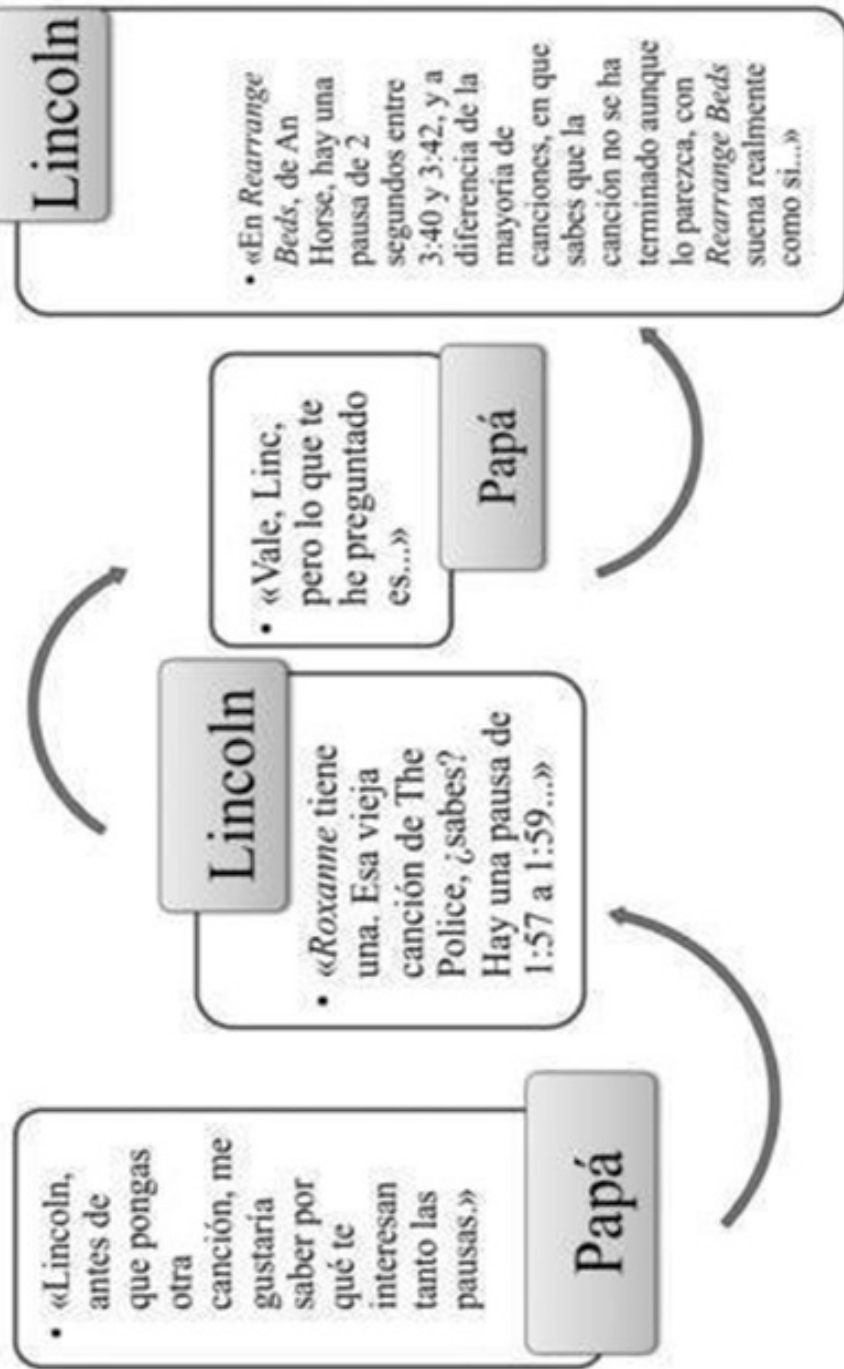 • «Lincoln,
antes de
que pongas
otra
canción, me
gustaría
saber por
qué te
interesan
tanto las
pausas.»
Papá
Lincoln
• «Roxanne tiene
una. Esa vieja
canción de The
Police, ¿sabes?
Hay una pausa de
1:57 a 1:59...»
• «Vale, Linc,
pero lo que te
he preguntado
es...»
Papá
Lincoln
• «En Rearrange
Beds, de An
Horse, hay una
pausa de 2
segundos entre
3:40 y 3:42, y a
diferencia de la
mayoría de
canciones, en que
sabes que la
canción no se ha
terminado aunque
lo parezca, con
Rearrange Beds
suena realmente
como si...»